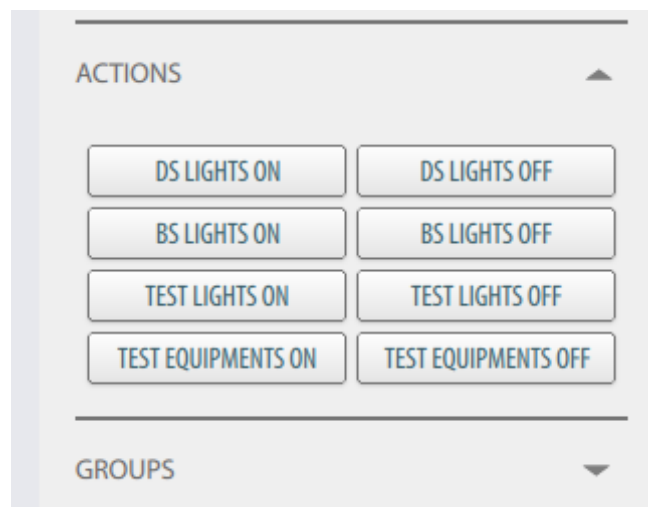 ACTIONS
DS LIGHTS ON DS LIGHTS OFF
BS LIGHTS ON BS LIGHTS OFF
TEST LIGHTS ON TEST LIGHTS OFF
TEST EQUIPMENTS ON TEST EQUIPMENTS OFF
GROUPS